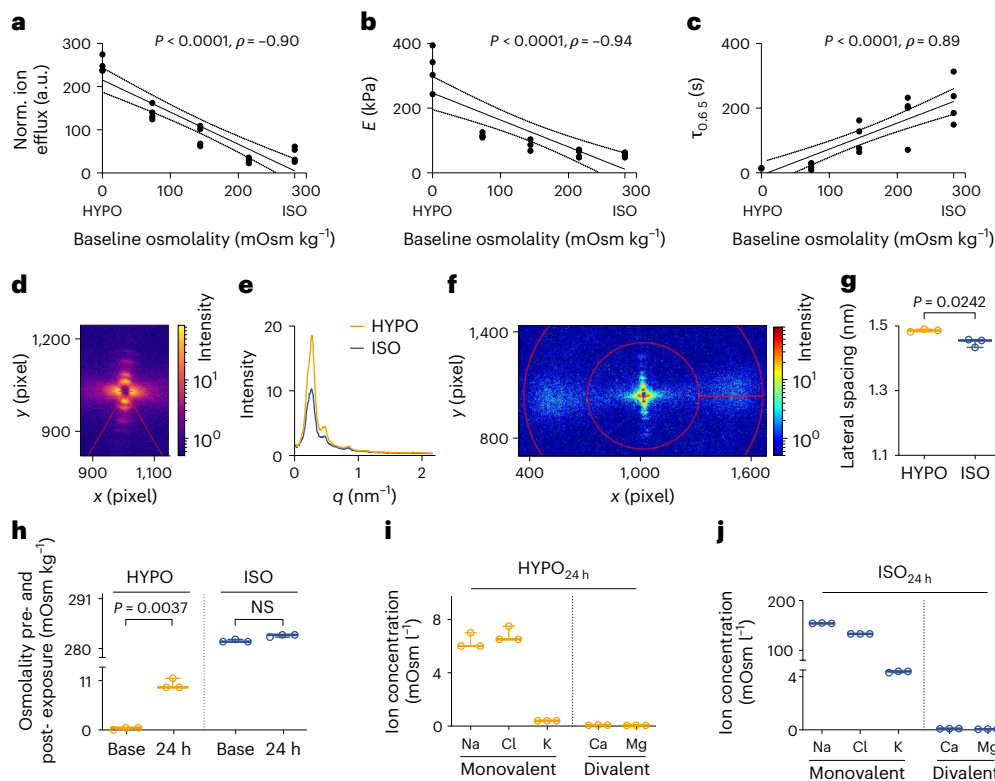 a
P < 0.0001, ρ = −0.90
Norm. ion
efflux (a.u.)
300
200
100
0
0 100 200 300
HYPO ISO
Baseline osmolality (mOsm kg⁻¹)
b
P < 0.0001, ρ = −0.94
E (kPa)
400
200
0
0 100 200 300
HYPO ISO
Baseline osmolality (mOsm kg⁻¹)
c
P < 0.0001, ρ = 0.89
τ0.6 5 (s)
400
200
0
0 100 200 300
HYPO ISO
Baseline osmolality (mOsm kg⁻¹)
d
y (pixel)
1,200
900
900 1,100
x (pixel)
Intensity
10¹
10⁰
e
Intensity
20
10
0
0 1 2
q (nm⁻¹)
HYPO
ISO
f
y (pixel)
1,400
800
400 1,000 1,600
x (pixel)
Intensity
10¹
10⁰
g
P = 0.0242
Lateral spacing (nm)
1.5
1.3
1.1
HYPO ISO
h
Osmolality pre- and
post- exposure (mOsm kg⁻¹)
HYPO ISO
P = 0.0037 NS
291
280
11
0
Base 24 h Base 24 h
i
HYPO24 h
Ion concentration
(mOsm l⁻¹)
8
4
0
Na Cl K Ca Mg
Monovalent Divalent
j
ISO24 h
Ion concentration
(mOsm l⁻¹)
200
100
4
0
Na Cl K Ca Mg
Monovalent Divalent